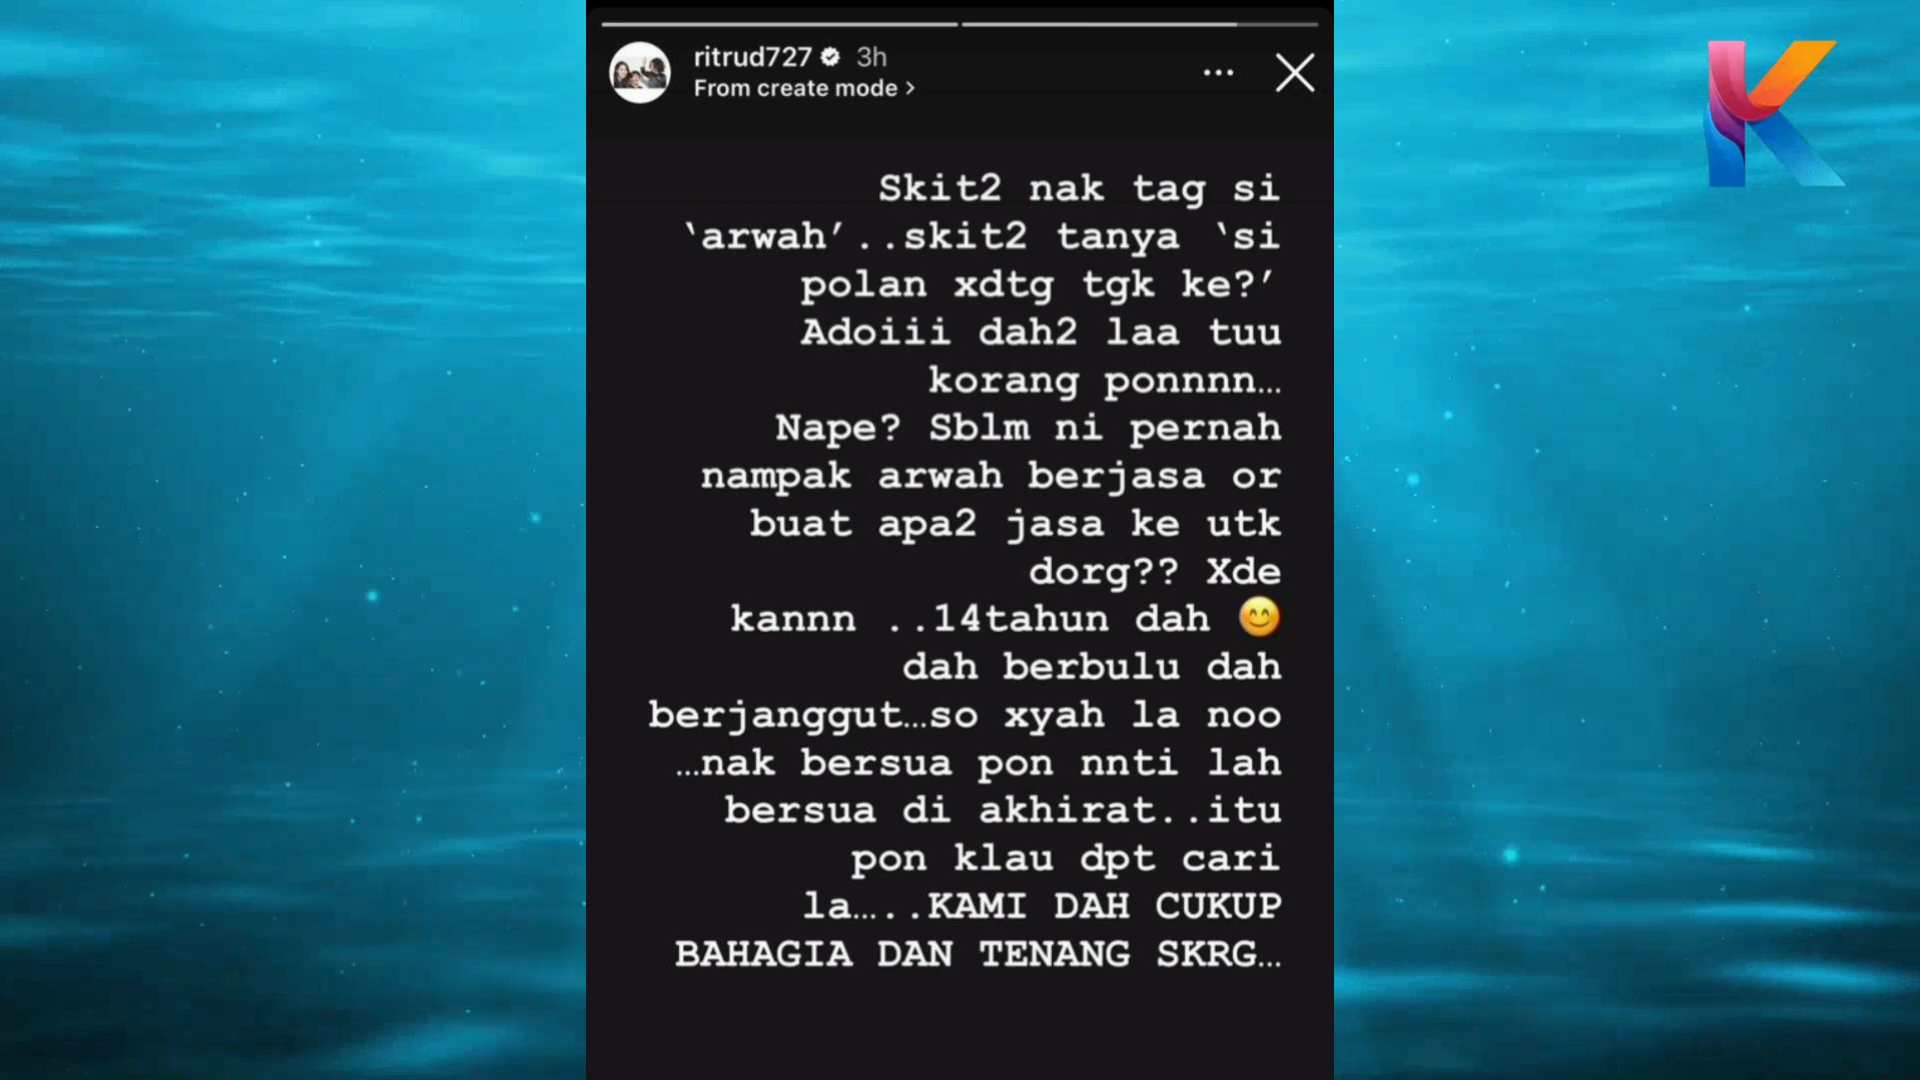 ritrud727 3h
From create mode >
Skit2 nak tag si
‘arwah’..skit2 tanya ‘si
polan xdtg tgk ke?’
Adoiii dah2 laa tuu
korang ponnnn…
Nape? Sblm ni pernah
nampak arwah berjasa or
buat apa2 jasa ke utk
dorg?? Xde
kannn ..14tahun dah 😊
dah berbulu dah
berjanggut…so xyah la noo
…nak bersua pon nnti lah
bersua di akhirat..itu
pon klau dpt cari
la…..KAMI DAH CUKUP
BAHAGIA DAN TENANG SKRG…
K